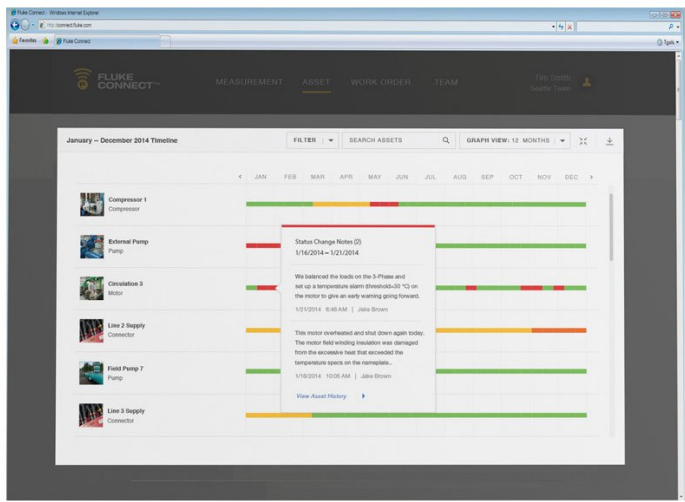 Fluke Connect - Windows Internet Explorer
http://connect.fluke.com
Favorites
Fluke Connect
Tools
FLUKE
CONNECT™
MEASUREMENT ASSET WORK ORDER TEAM
Tim Smith
Seattle Team
January – December 2014 Timeline
FILTER
SEARCH ASSETS
GRAPH VIEW: 12 MONTHS
JAN FEB MAR APR MAY JUN JUL AUG SEP OCT NOV DEC
Compressor 1
Compressor
External Pump
Pump
Circulation 3
Motor
Line 2 Supply
Connector
Field Pump 7
Pump
Line 3 Supply
Connector
Status Change Notes (2)
1/16/2014 – 1/21/2014
We balanced the loads on the 3-Phase and
set up a temperature alarm (threshold=30 °C) on
the motor to give an early warning going forward.
1/21/2014 8:48 AM | Jake Brown
This motor overheated and shut down again today.
The motor field winding insulation was damaged
from the excessive heat that exceeded the
temperature specs on the nameplate...
1/16/2014 10:05 AM | Jake Brown
View Asset History